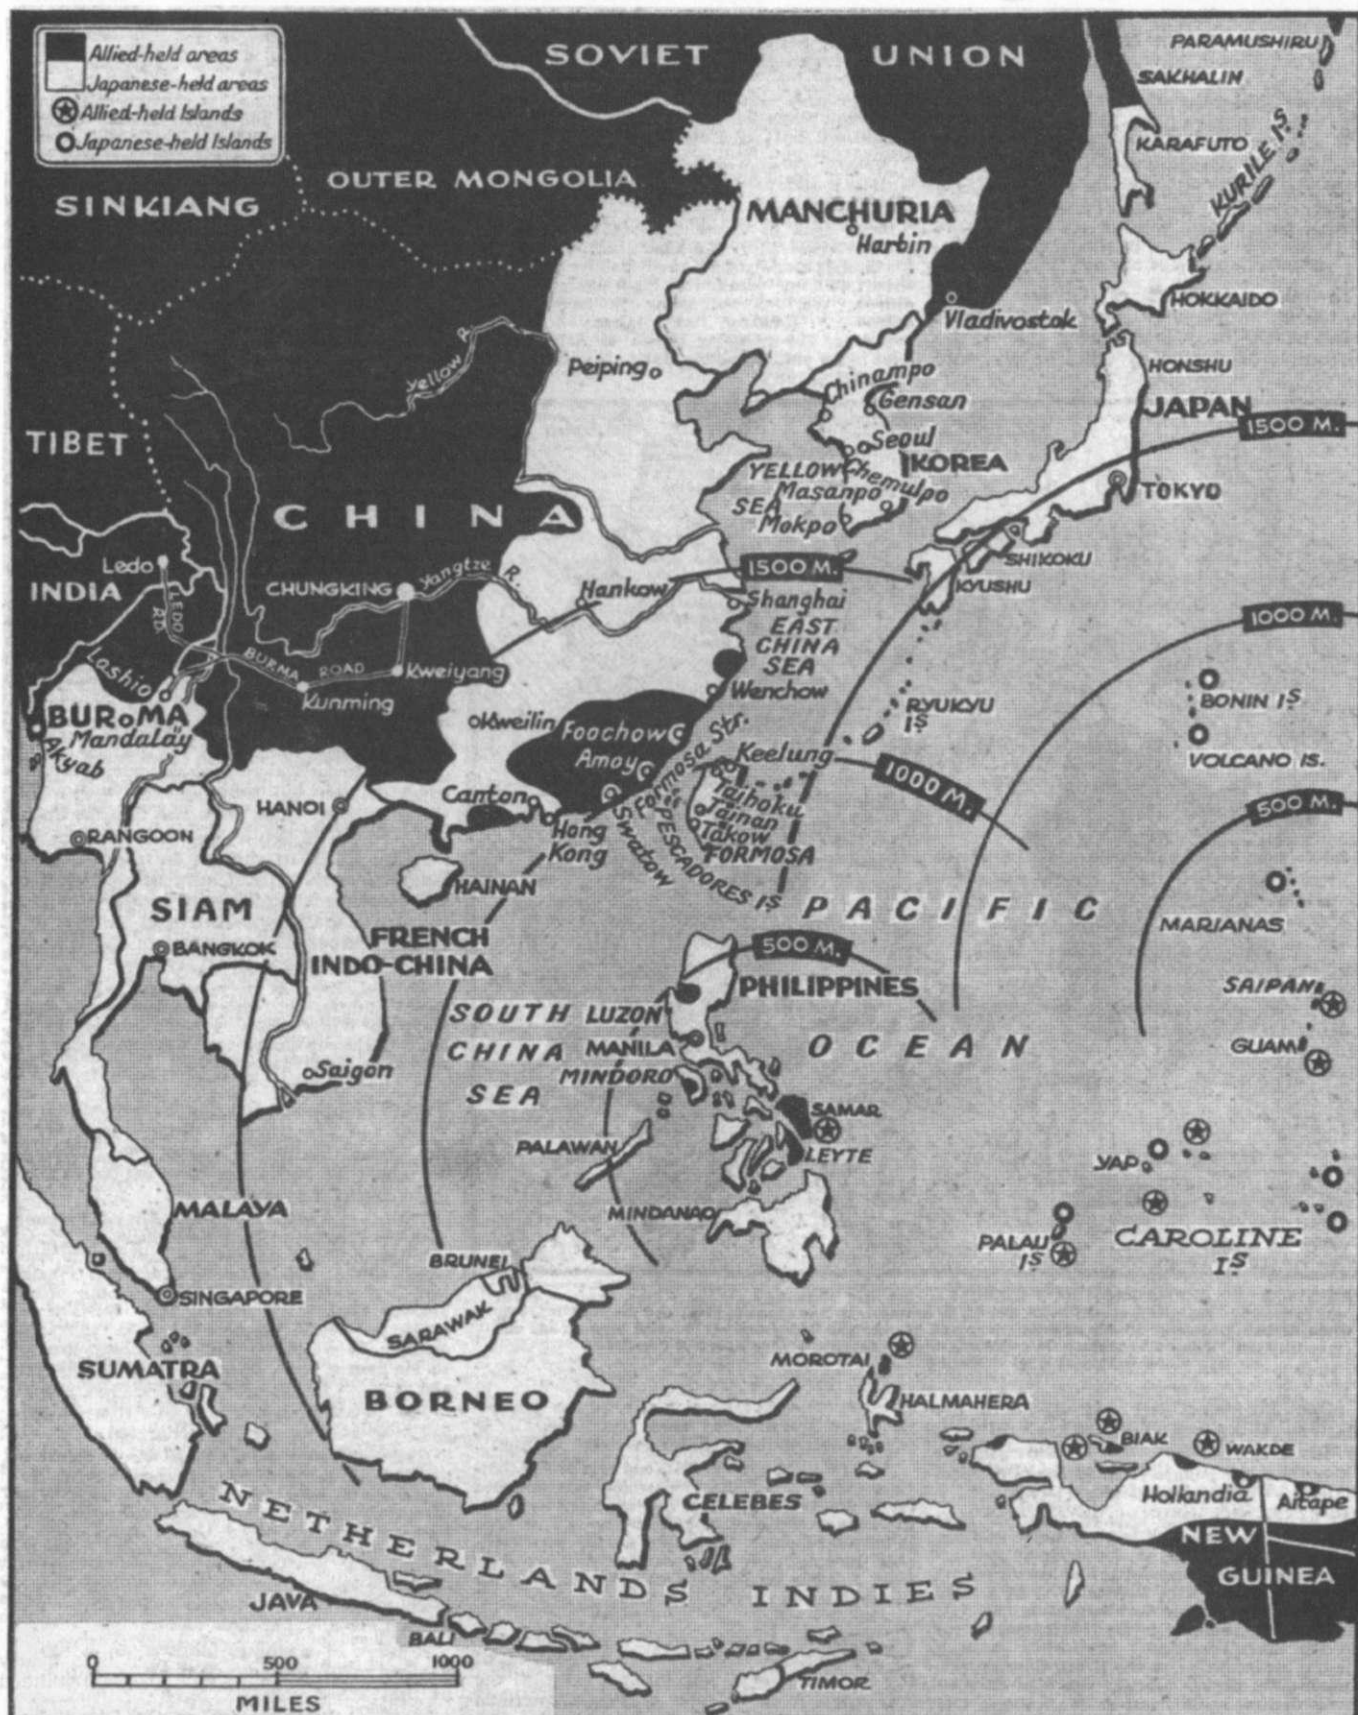 Allied-held areas
Japanese-held areas
Allied-held Islands
Japanese-held Islands
SOVIET UNION
PARAMUSHIRU
SAKHALIN
KARAFUTO
KURILE IS.
OUTER MONGOLIA
SINKIANG
MANCHURIA
Harbin
HOKKAIDO
Vladivostok
Yellow R.
Peiping
Chinampo
Gensan
HONSHU
JAPAN
1500 M.
TIBET
Seoul
KOREA
YELLOW SEA
Chemulpo
Masanpo
Mokpo
TOKYO
CHINA
Ledo
INDIA
LEDO RD.
CHUNGKING
Yangtze R.
Hankow
1500 M.
SHIKOKU
KYUSHU
Shanghai
1000 M.
EAST
CHINA
SEA
BURMA ROAD
Kweiyang
Kunming
Lashio
Wenchow
RYUKYU
IS
BONIN IS
BURMA
Mandalay
Akyab
Kweilin
Foochow
Amoy
Formosa Str.
Keelung
VOLCANO IS.
1000 M.
500 M.
HANOI
Canton
Hong
Kong
Swatow
Taihoku
Tainan
Takow
FORMOSA
PESCADORES IS
RANGOON
HAINAN
SIAM
BANGKOK
FRENCH
INDO-CHINA
PACIFIC
MARIANAS
500 M.
PHILIPPINES
SAIPAN
SOUTH
CHINA
SEA
LUZON
MANILA
MINDORO
OCEAN
GUAM
Saigon
SAMAR
LEYTE
PALAWAN
YAP
MALAYA
MINDANAO
PALAU
IS
CAROLINE
IS
BRUNEI
SINGAPORE
SARAWAK
SUMATRA
BORNEO
MOROTAI
HALMAHERA
BIAK
WAKDE
CELEBES
Hollandia
Aitape
NETHERLANDS INDIES
NEW
GUINEA
JAVA
BALI
TIMOR
0 500 1000
MILES